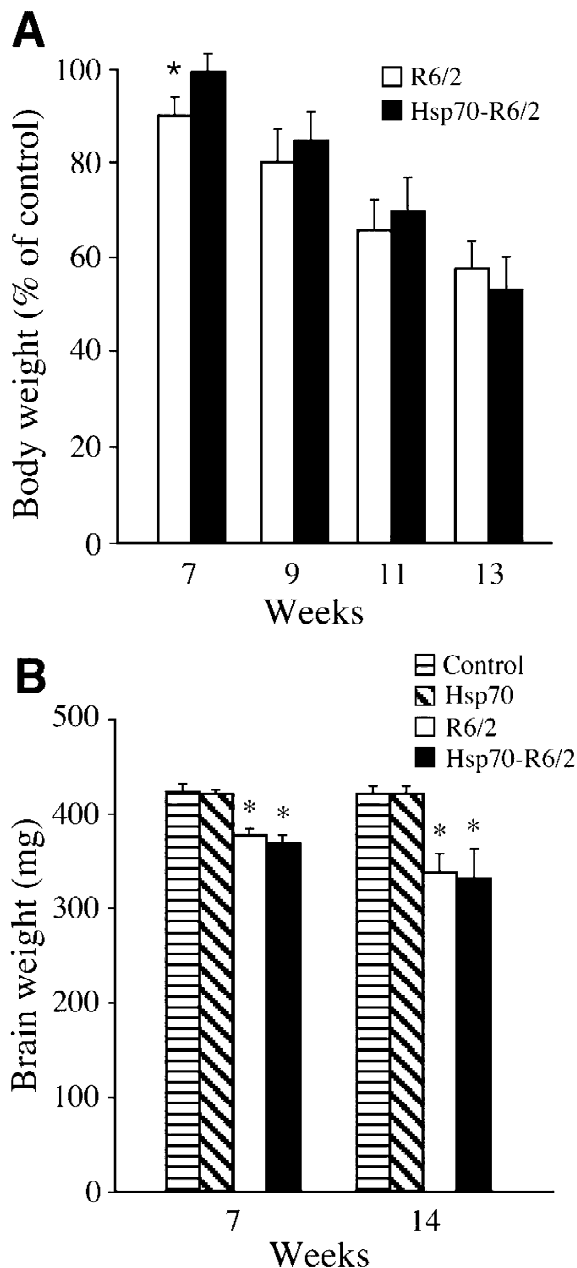 A
100
80
60
40
20
0
Body weight (% of control)
*
R6/2
Hsp70-R6/2
7 9 11 13
Weeks
B
Control
Hsp70
R6/2
Hsp70-R6/2
500
400
300
200
100
0
Brain weight (mg)
* *
* *
7 14
Weeks